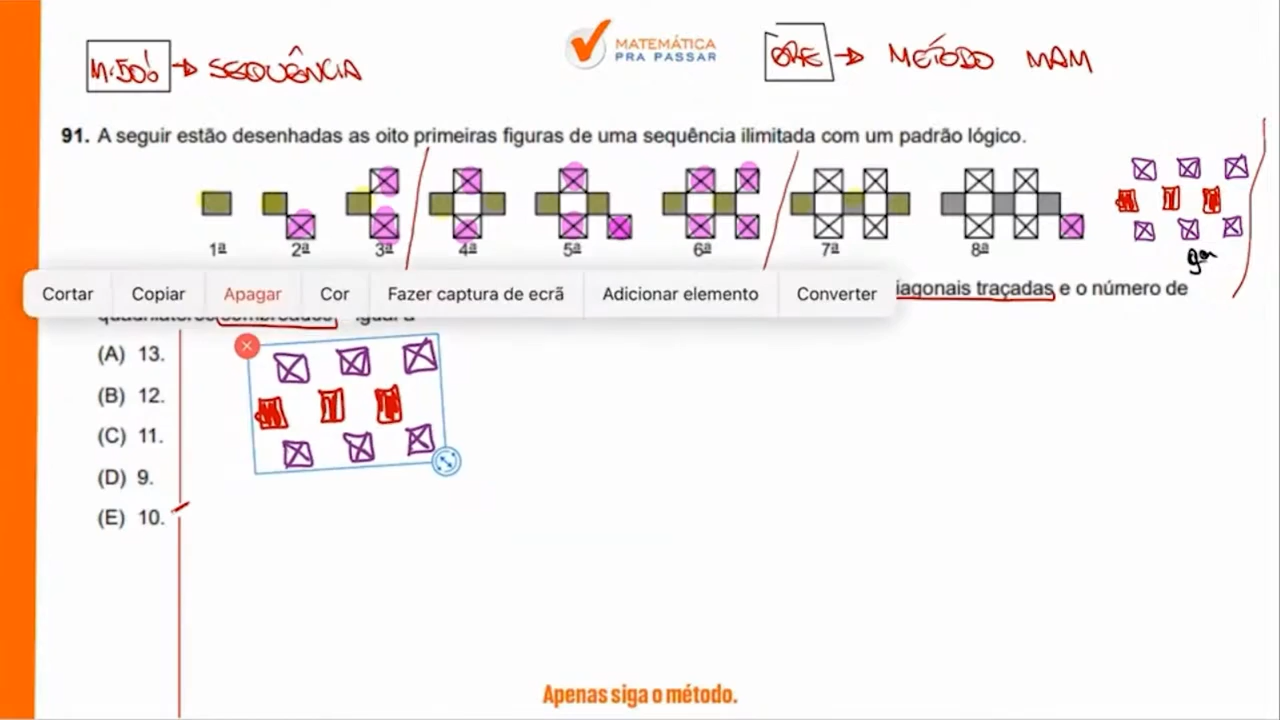 MATEMÁTICA
PRA PASSAR
→ SEQUÊNCIA
→ MÉTODO MAM
91. A seguir estão desenhadas as oito primeiras figuras de uma sequência ilimitada com um padrão lógico.
1ª 2ª 3ª 4ª 5ª 6ª 7ª 8ª 9ª
Cortar Copiar Apagar Cor Fazer captura de ecrã Adicionar elemento Converter
iagonais traçadas e o número de
(A) 13.
(B) 12.
(C) 11.
(D) 9.
(E) 10.
Apenas siga o método.